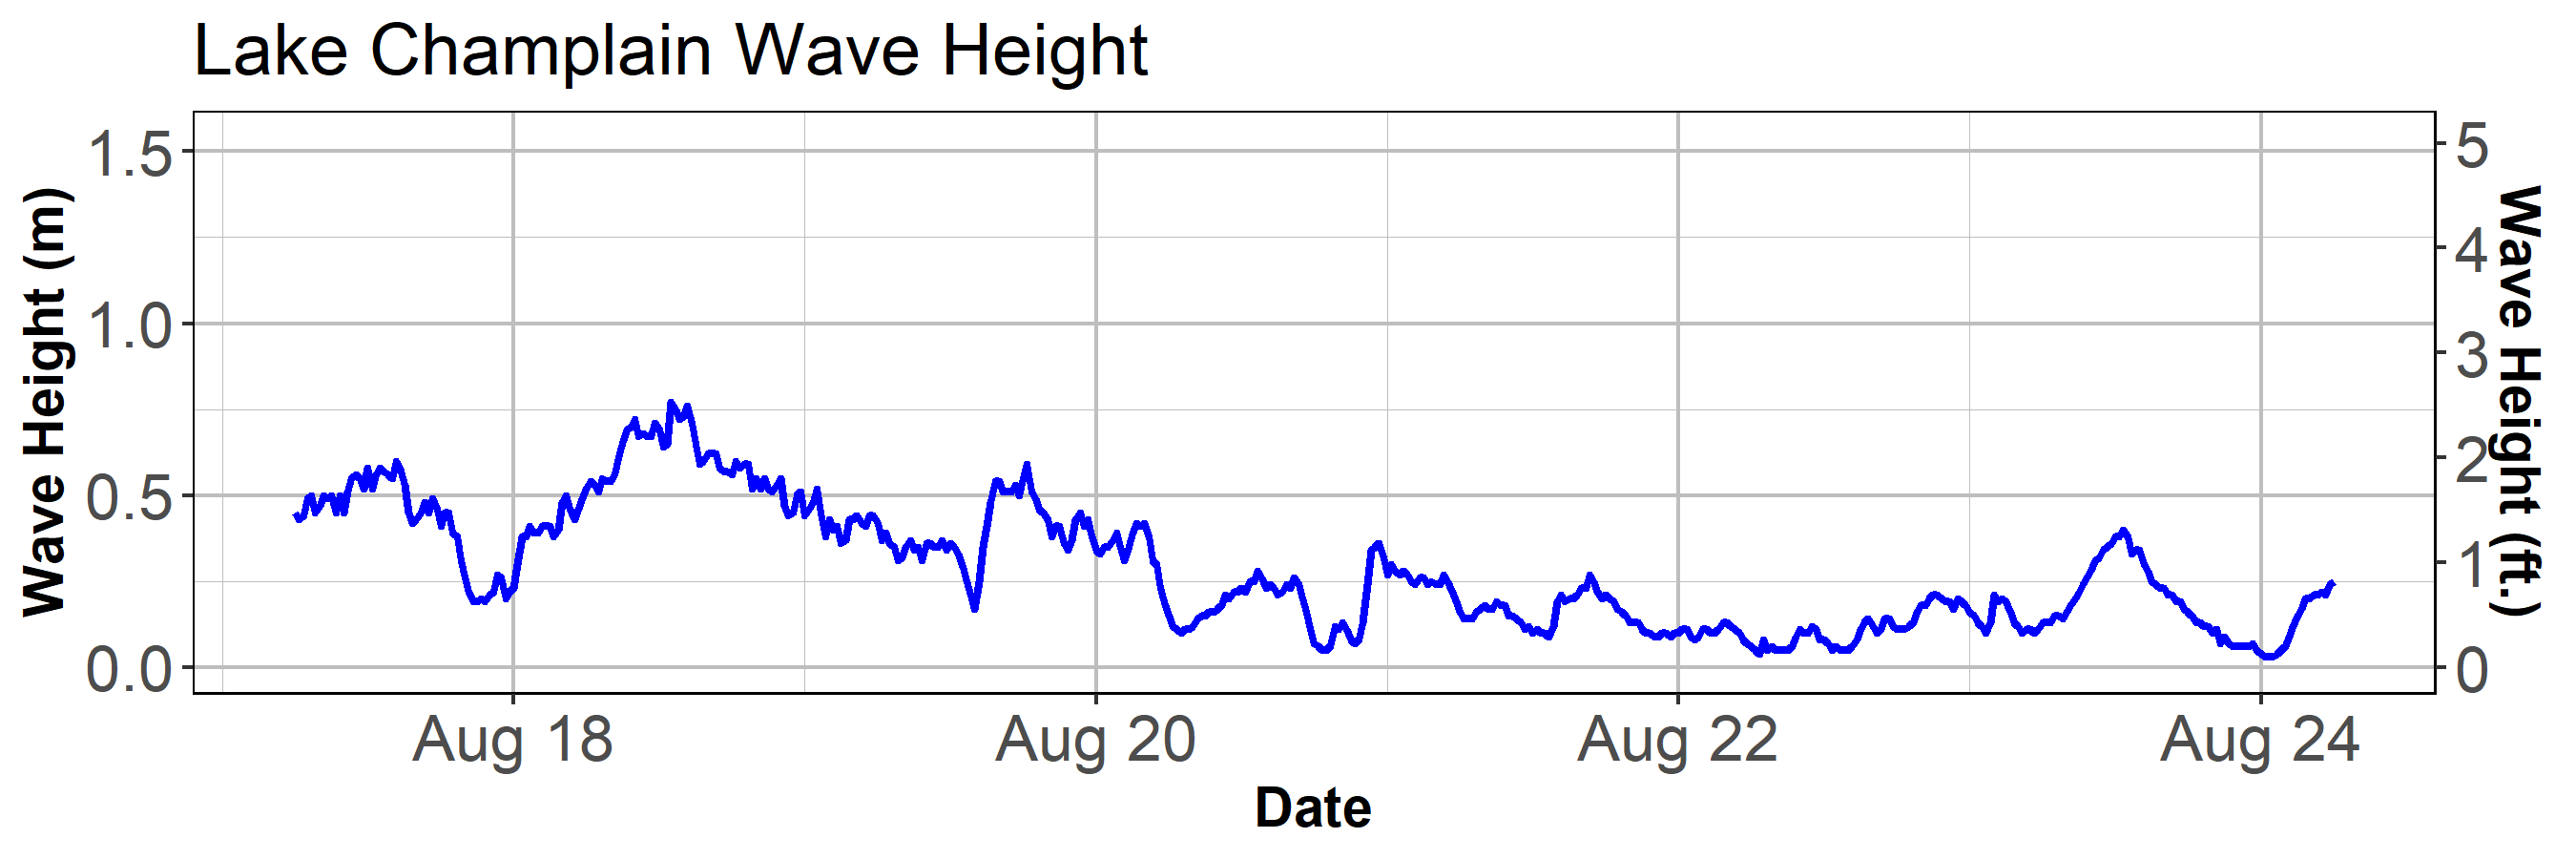 Lake Champlain Wave Height
Wave Height (m)
1.5
1.0
0.5
0.0
5
4
3
2
1
0
Wave Height (ft.)
Aug 18
Aug 20
Aug 22
Aug 24
Date